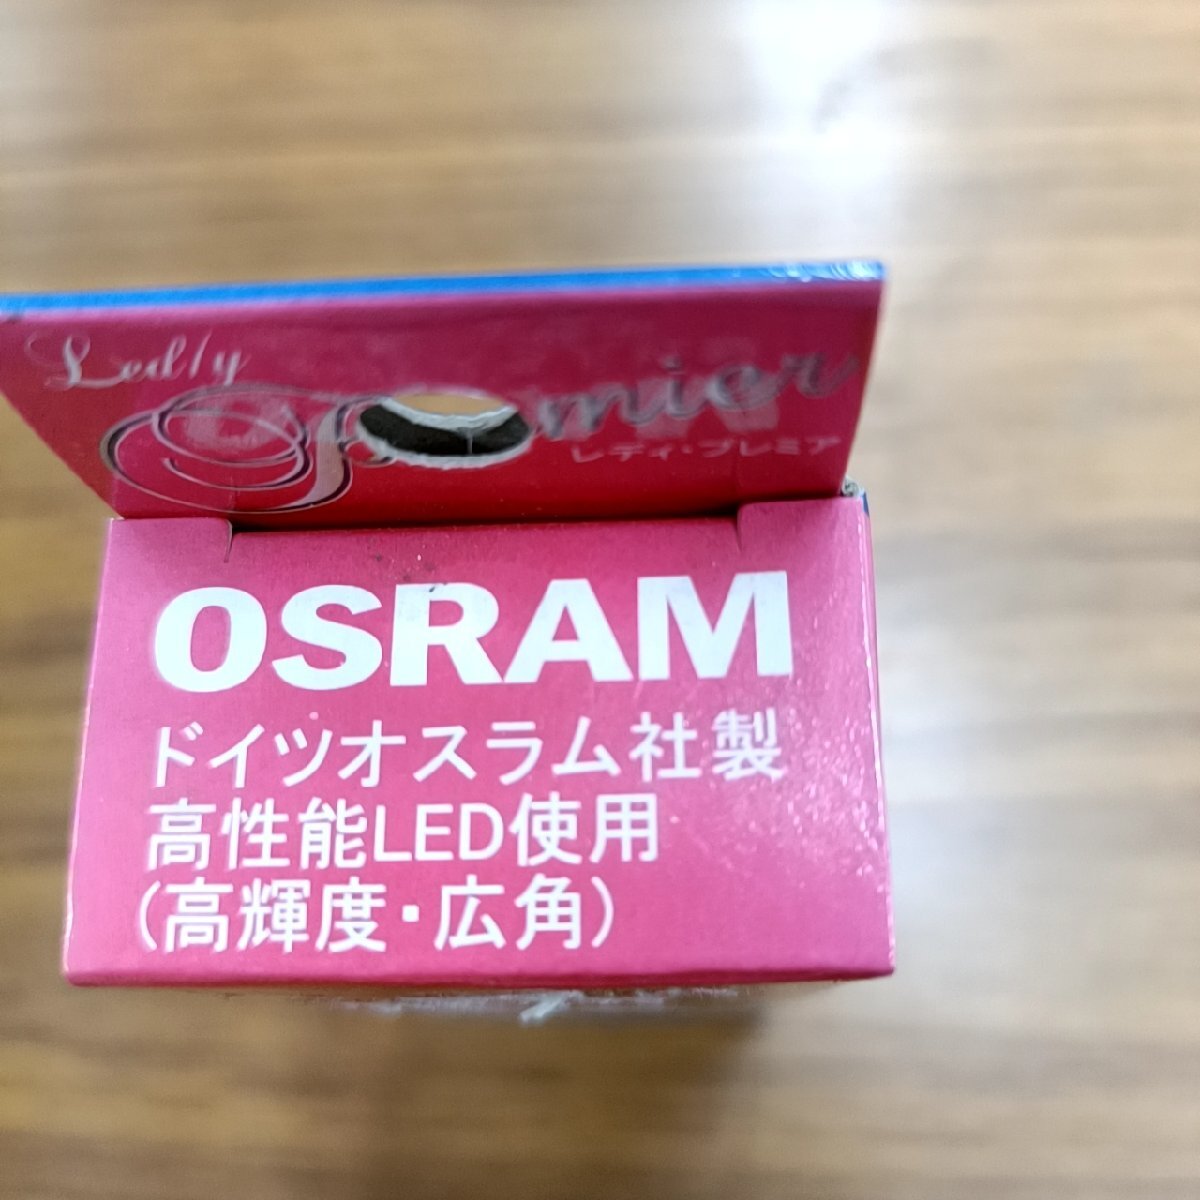 Led/y
Premier
レディ・プレミア
OSRAM
ドイツオスラム社製
高性能LED使用
(高輝度・広角)